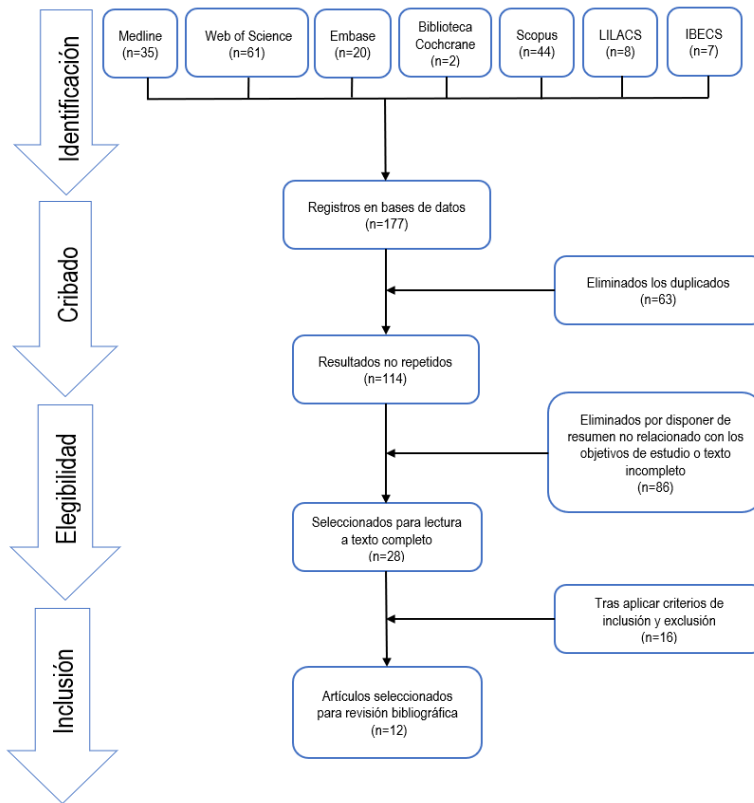 Identificación
Medline
(n=35)
Web of Science
(n=61)
Embase
(n=20)
Biblioteca
Cochcrane
(n=2)
Scopus
(n=44)
LILACS
(n=8)
IBECS
(n=7)
Registros en bases de datos
(n=177)
Cribado
Eliminados los duplicados
(n=63)
Resultados no repetidos
(n=114)
Elegibilidad
Eliminados por disponer de
resumen no relacionado con los
objetivos de estudio o texto
incompleto
(n=86)
Seleccionados para lectura
a texto completo
(n=28)
Inclusión
Tras aplicar criterios de
inclusión y exclusión
(n=16)
Artículos seleccionados
para revisión bibliográfica
(n=12)